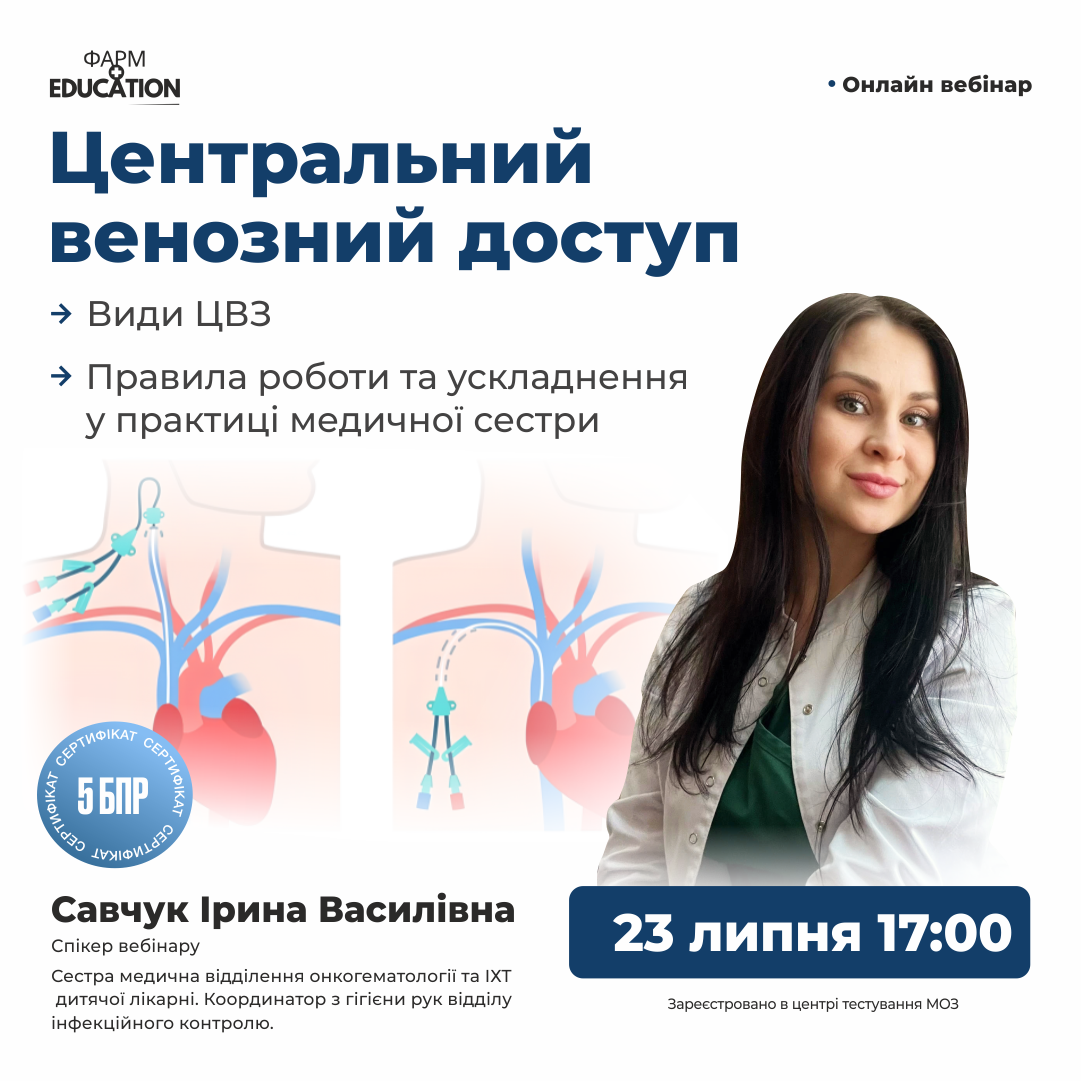 ФАРМ
EDUCATION
• Онлайн вебінар
Центральний
венозний доступ
→ Види ЦВЗ
→ Правила роботи та ускладнення
у практиці медичної сестри
СЕРТИФІКАТ СЕРТИФІКАТ СЕРТИФІКАТ СЕРТИФІКАТ СЕРТИФІКАТ
5 БПР
Савчук Ірина Василівна
Спікер вебінару
Сестра медична відділення онкогематології та ІХТ
дитячої лікарні. Координатор з гігієни рук відділу
інфекційного контролю.
23 липня 17:00
Зареєстровано в центрі тестування МОЗ